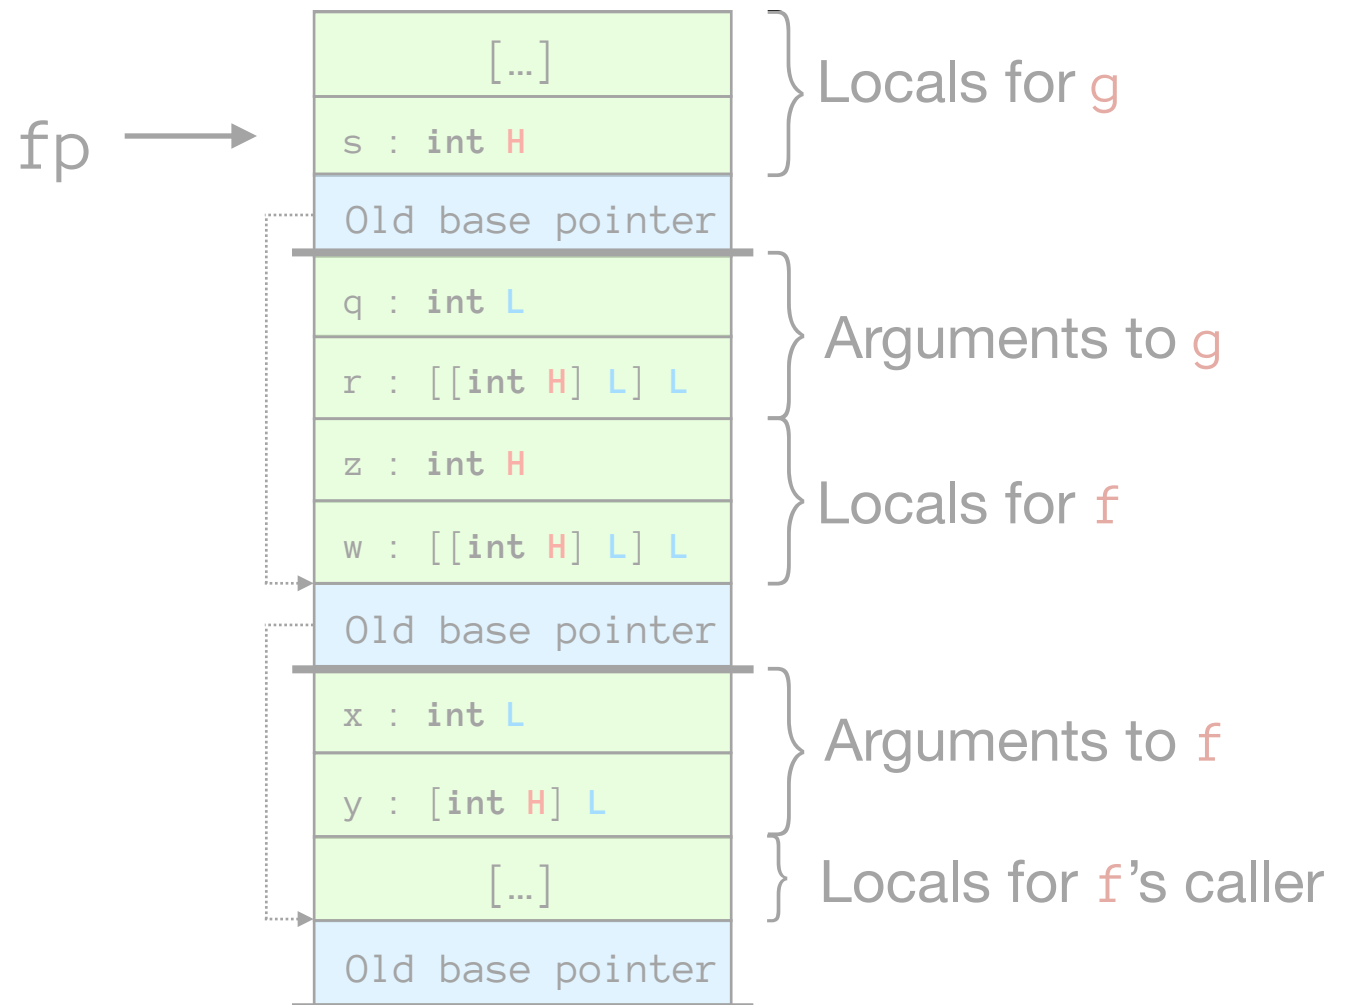 […]
Locals for g
fp
s : int H
Old base pointer
q : int L
Arguments to g
r : [[int H] L] L
z : int H
Locals for f
w : [[int H] L] L
Old base pointer
x : int L
Arguments to f
y : [int H] L
[…]
Locals for f’s caller
Old base pointer